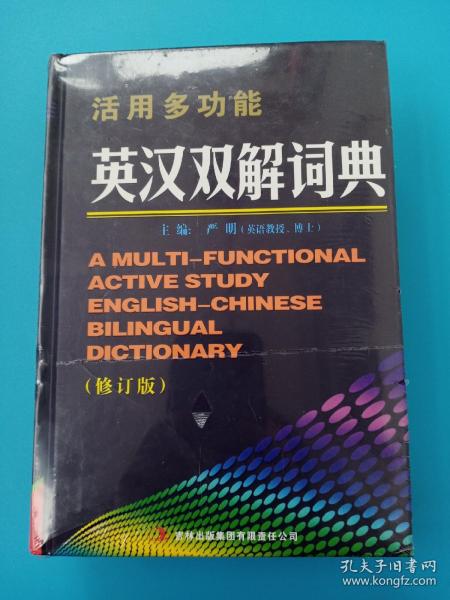 活用多功能
英汉双解词典
主编：严明（英语教授、博士）
A MULTI-FUNCTIONAL
ACTIVE STUDY
ENGLISH-CHINESE
BILINGUAL
DICTIONARY
（修订版）
吉林出版集团有限责任公司
孔夫子旧书网
www.kongfz.com